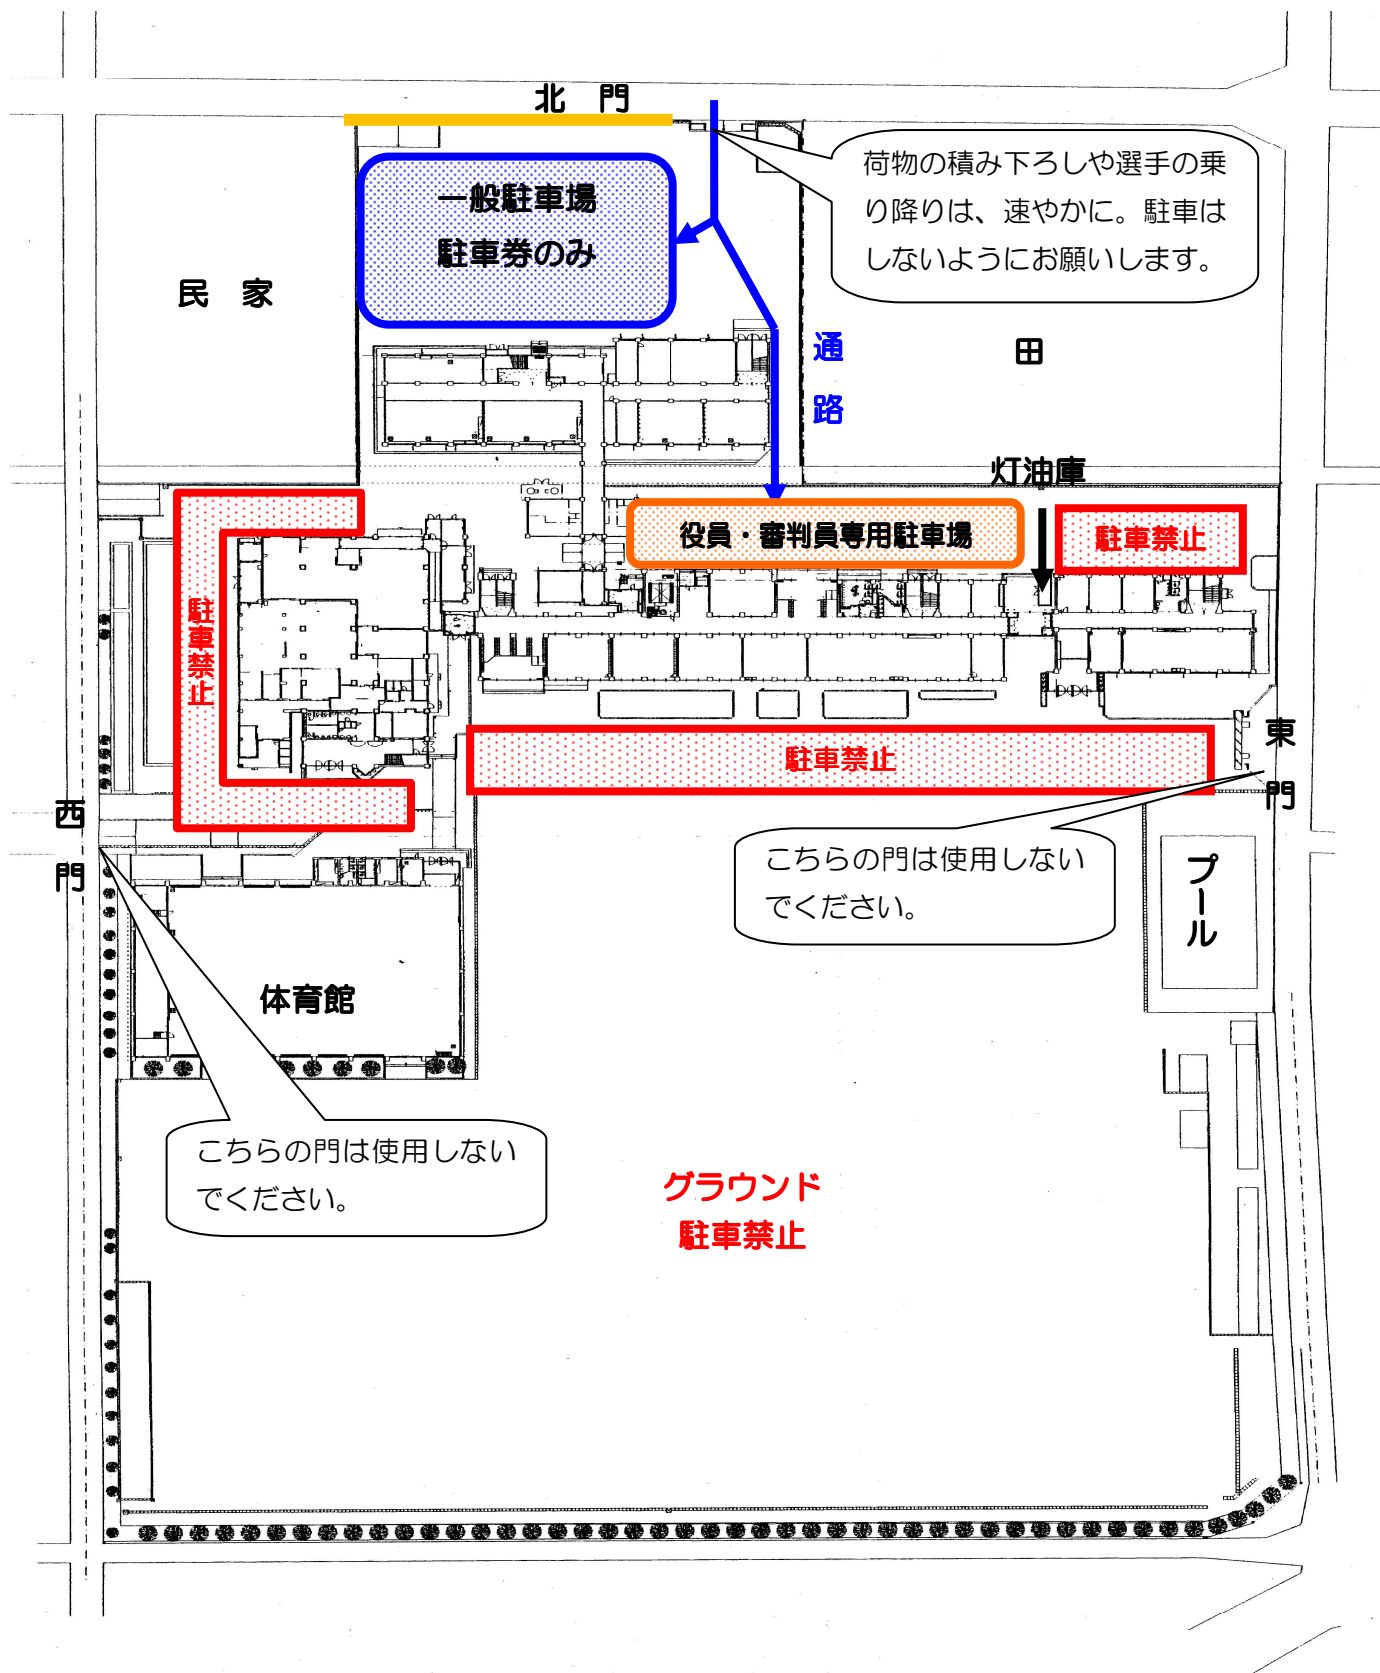 北 門
荷物の積み下ろしや選手の乗
り降りは、速やかに。駐車は
しないようにお願いします。
一般駐車場
駐車券のみ
民 家
通
路
田
灯油庫
役員・審判員専用駐車場
駐車禁止
駐車禁止
駐車禁止
東
門
西
門
こちらの門は使用しない
でください。
プール
体育館
こちらの門は使用しない
でください。
グラウンド
駐車禁止